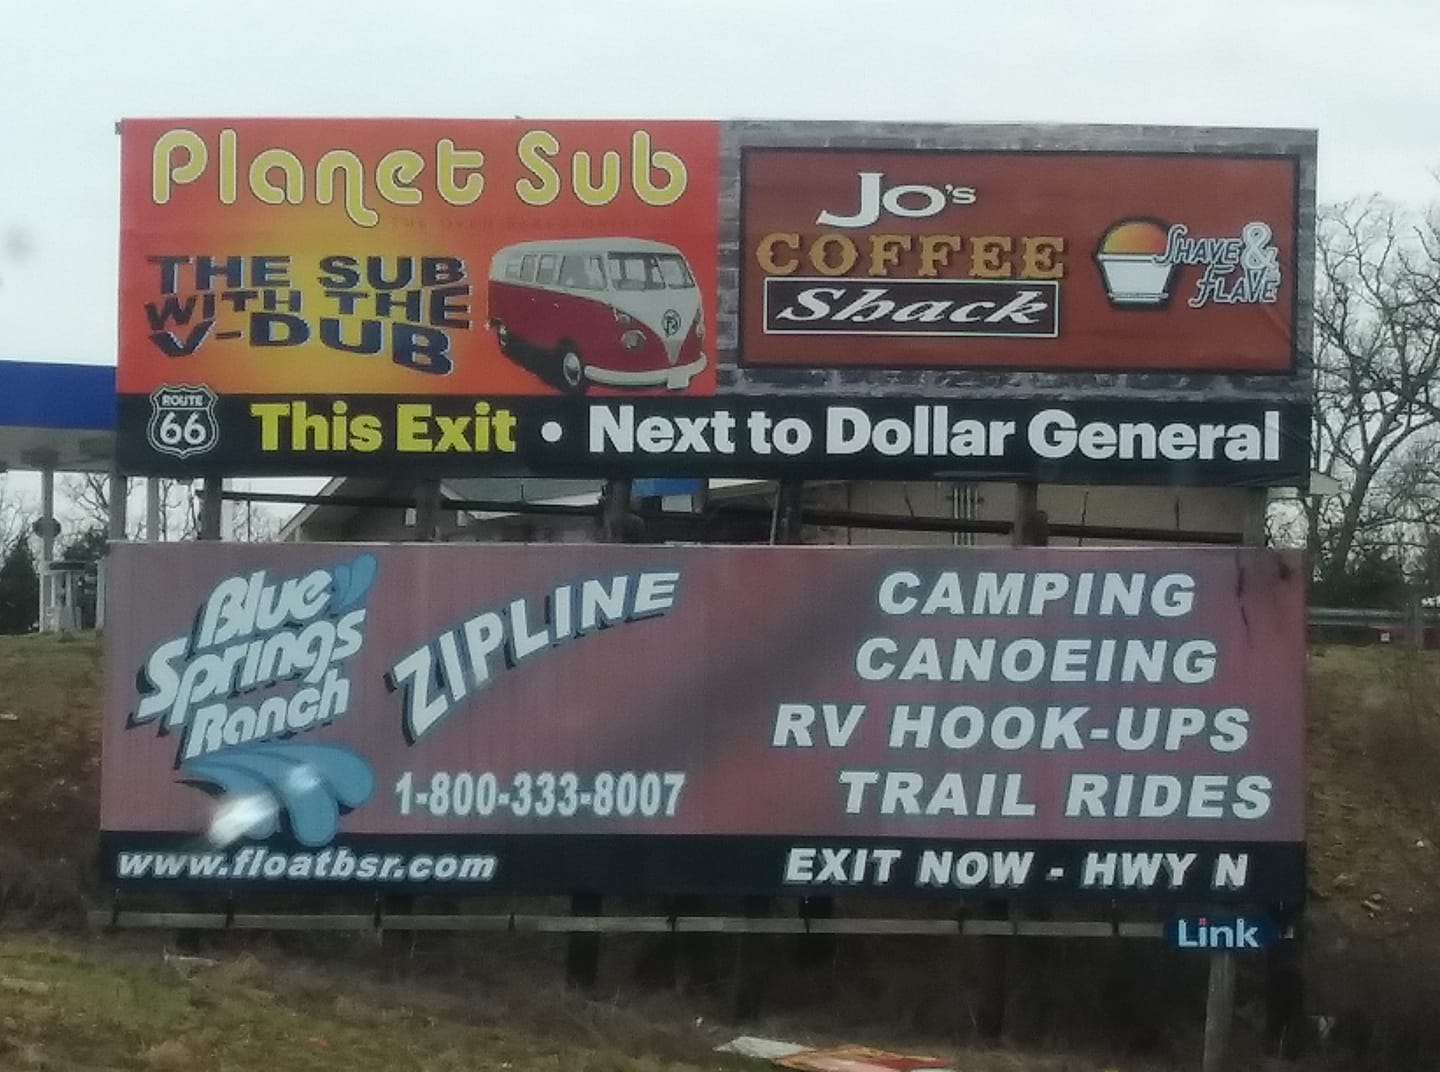 Planet Sub
THE SUB
WITH THE
V-DUB
Jo's
COFFEE
Shack
SHAVE &
FLAVE
ROUTE
66
This Exit • Next to Dollar General
Blue
Springs
Ranch
ZIPLINE
1-800-333-8007
www.floatbsr.com
CAMPING
CANOEING
RV HOOK-UPS
TRAIL RIDES
EXIT NOW - HWY N
Link